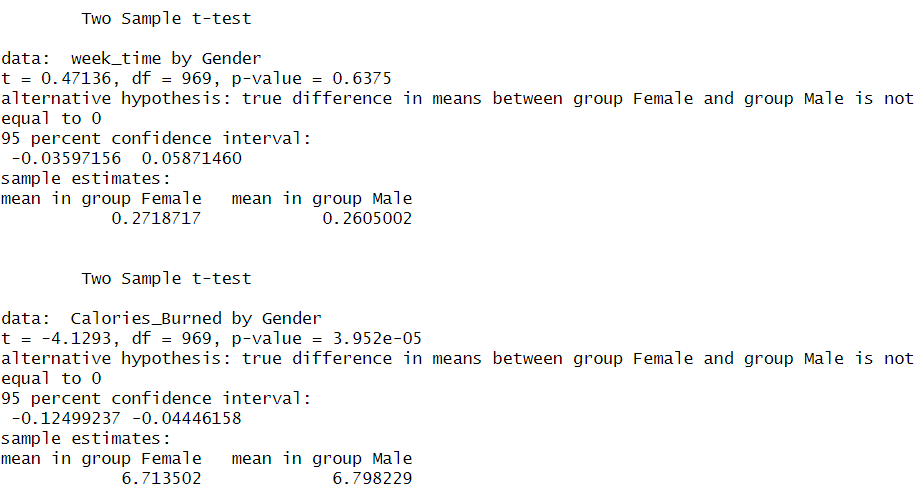 Two Sample t-test
data:  week_time by Gender
t = 0.47136, df = 969, p-value = 0.6375
alternative hypothesis: true difference in means between group Female and group Male is not
equal to 0
95 percent confidence interval:
 -0.03597156  0.05871460
sample estimates:
mean in group Female   mean in group Male
           0.2718717            0.2605002
Two Sample t-test
data:  Calories_Burned by Gender
t = -4.1293, df = 969, p-value = 3.952e-05
alternative hypothesis: true difference in means between group Female and group Male is not
equal to 0
95 percent confidence interval:
 -0.12499237 -0.04446158
sample estimates:
mean in group Female   mean in group Male
            6.713502             6.798229